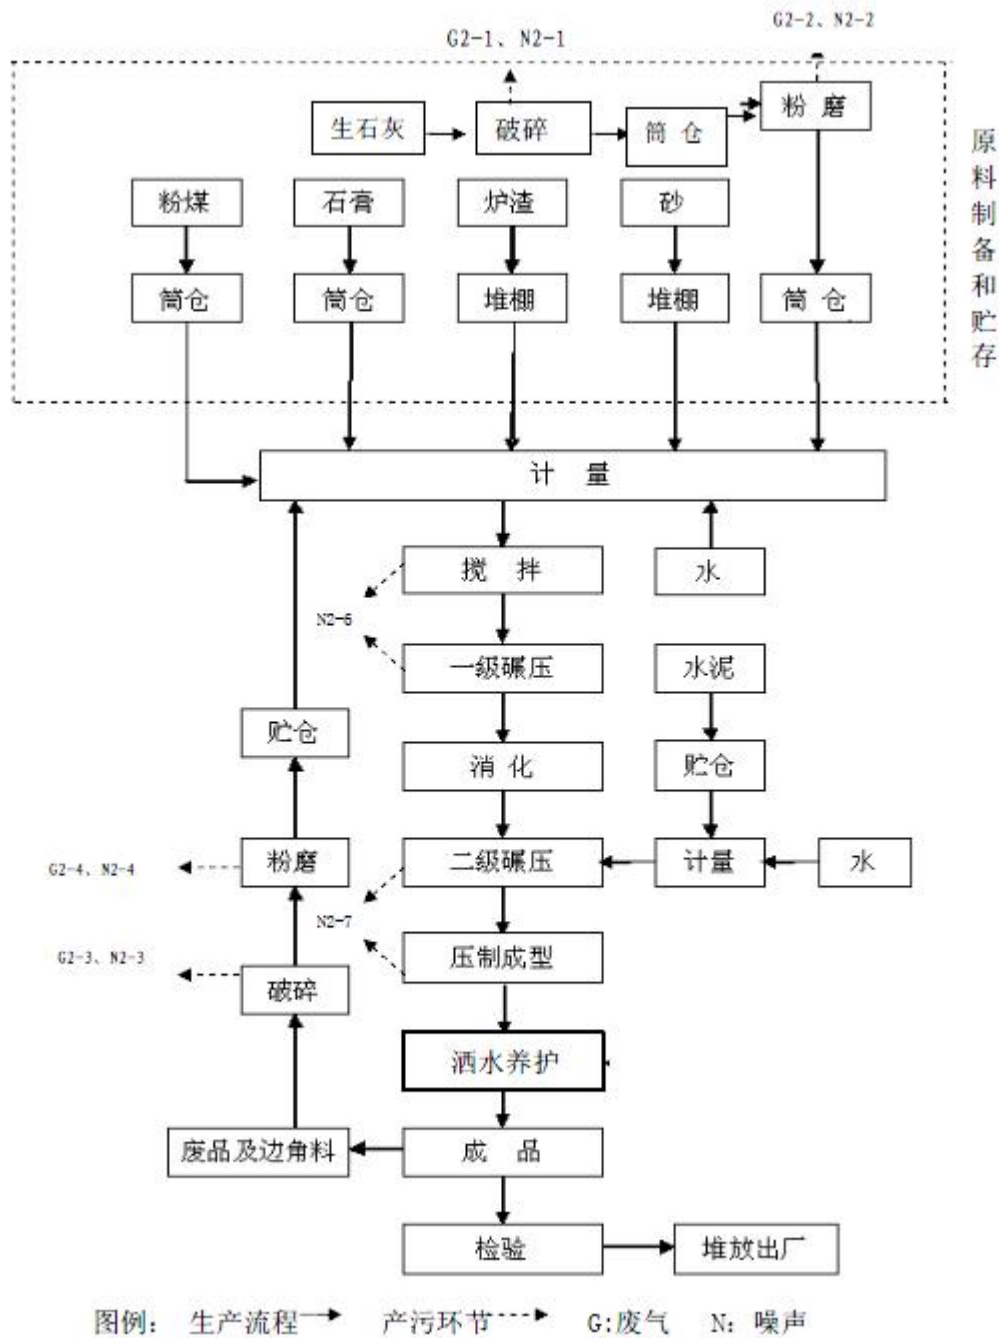 G2-1、N2-1
G2-2、N2-2
生石灰
破碎
筒仓
粉磨
原料制备和贮存
粉煤
石膏
炉渣
砂
筒仓
筒仓
堆棚
堆棚
筒仓
计量
搅拌
水
N2-6
一级碾压
水泥
贮仓
消化
贮仓
G2-4、N2-4
粉磨
二级碾压
计量
水
N2-7
G2-3、N2-3
破碎
压制成型
洒水养护
废品及边角料
成品
检验
堆放出厂
图例： 生产流程 产污环节 G:废气 N: 噪声